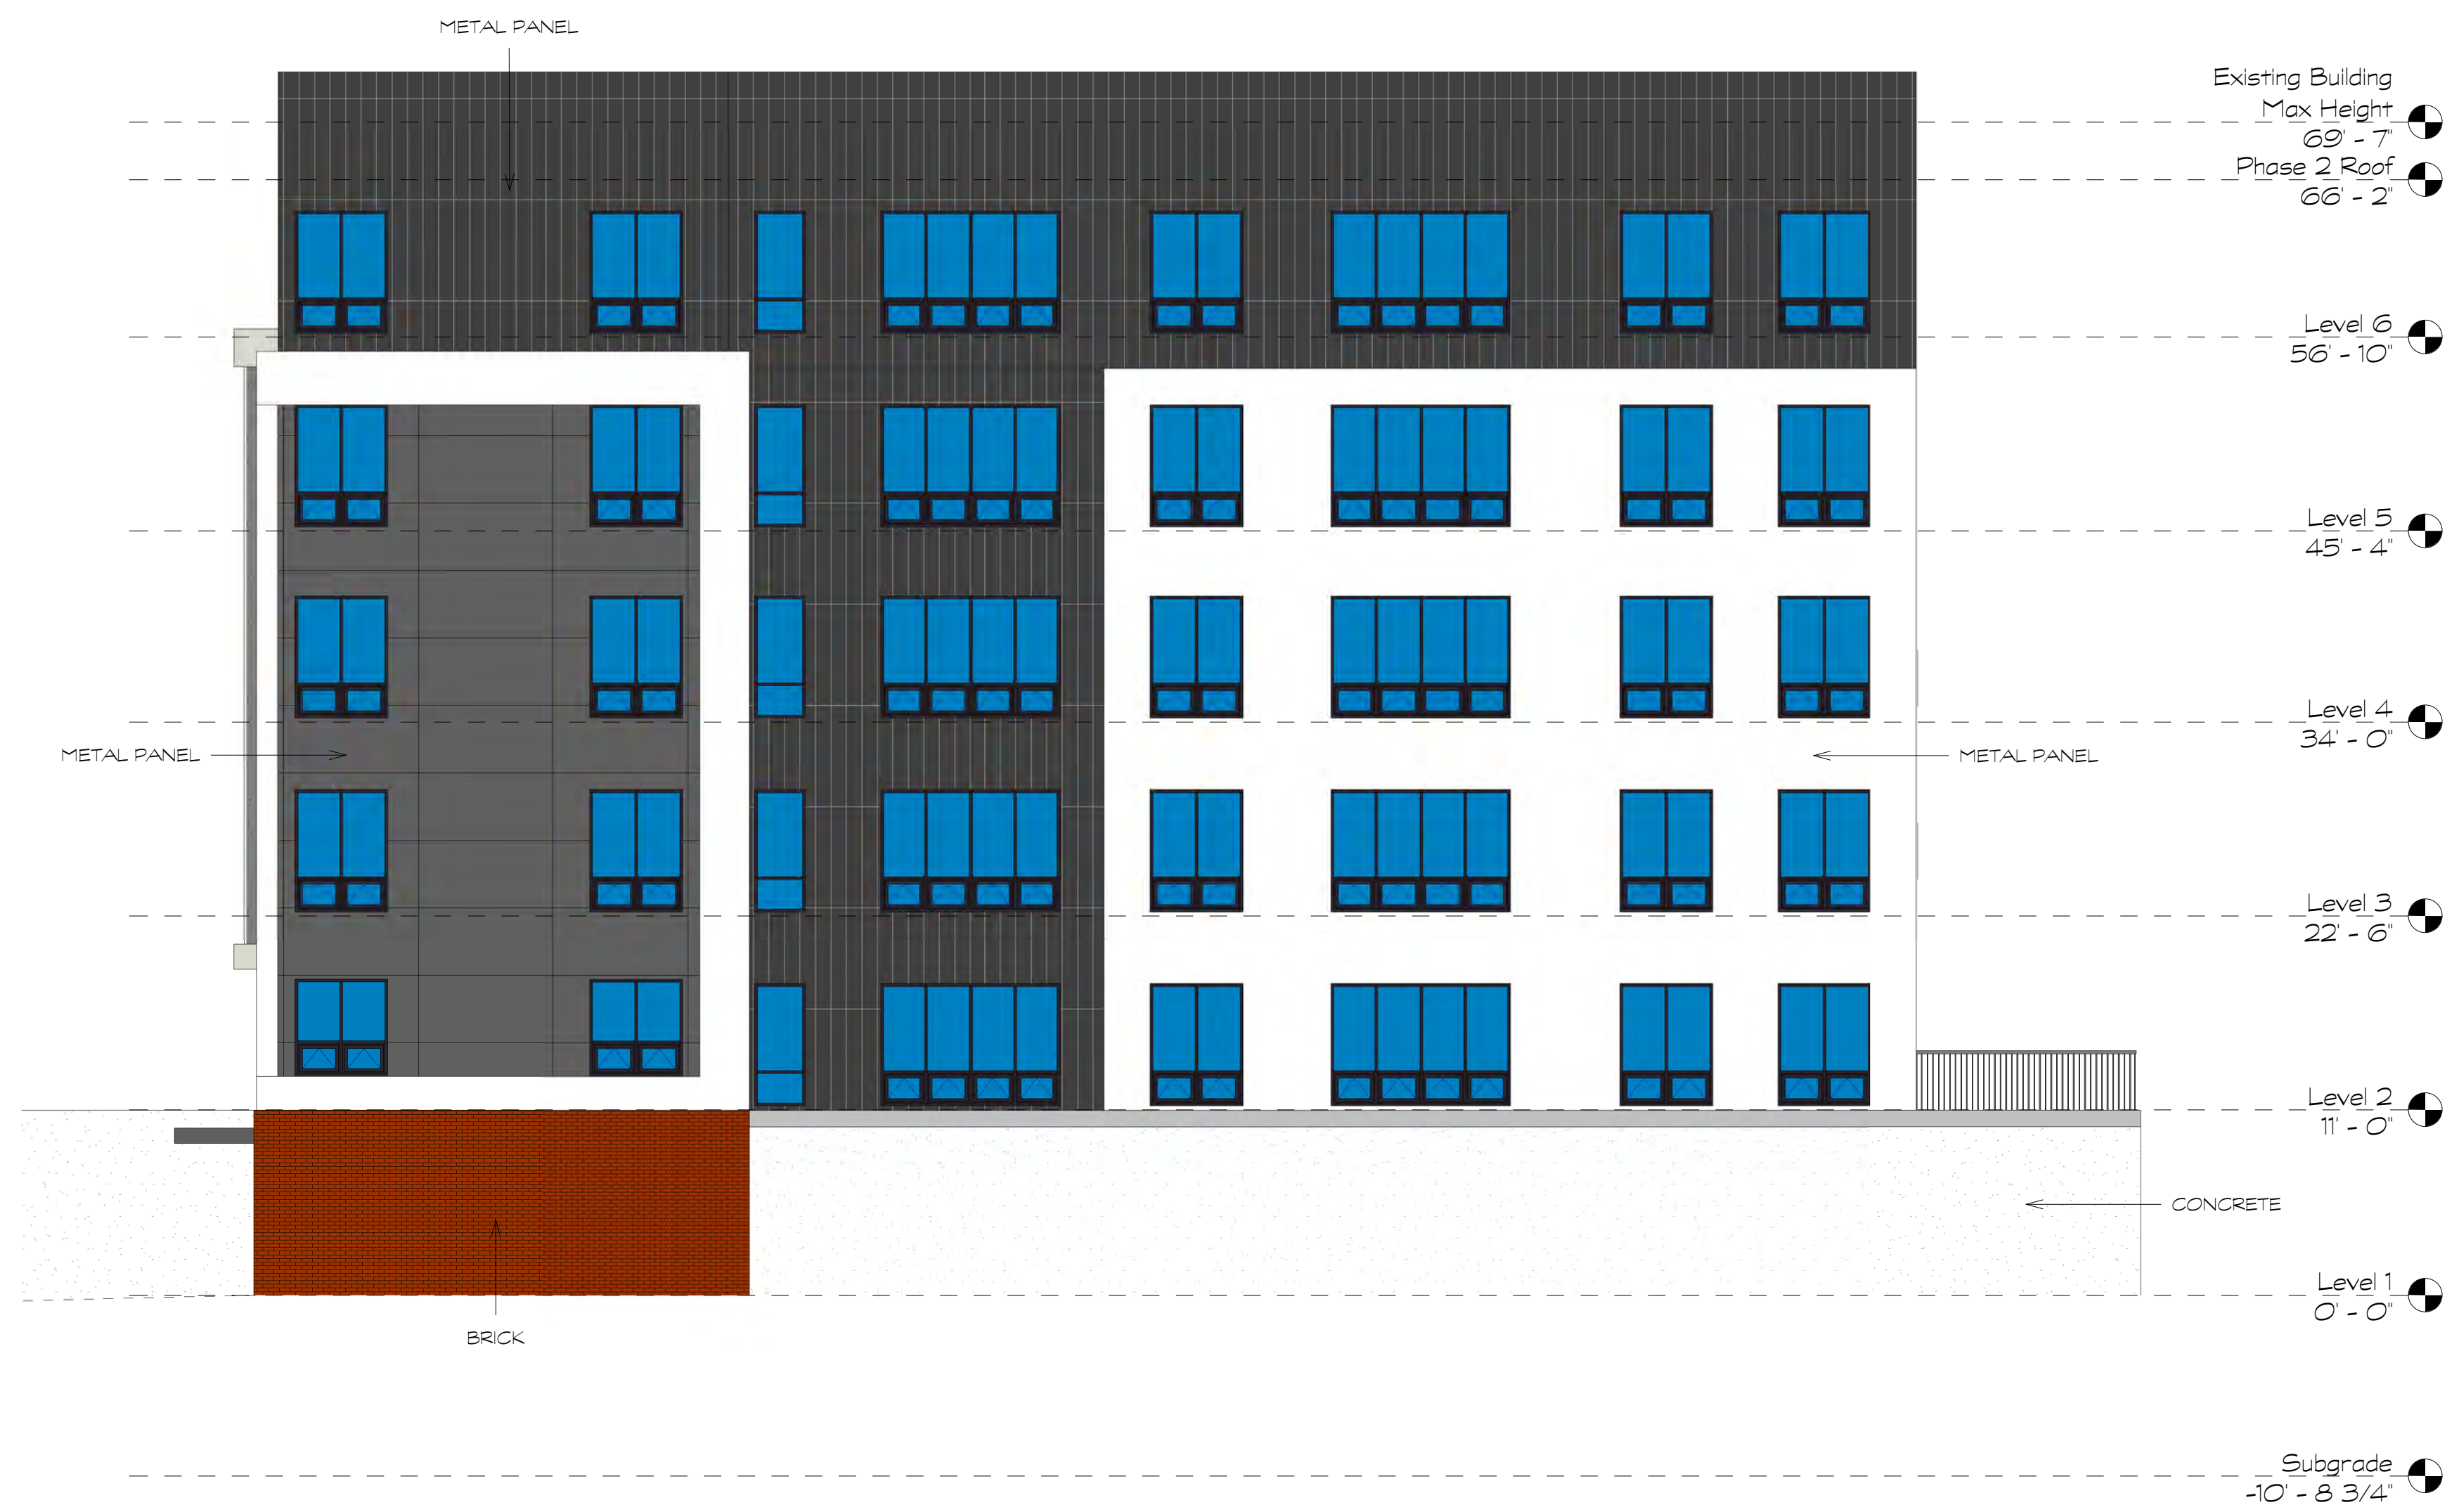 METAL PANEL
Existing Building
Max Height
69' - 7"
Phase 2 Roof
66' - 2"
Level 6
56' - 10"
Level 5
45' - 4"
Level 4
34' - 0"
METAL PANEL
METAL PANEL
Level 3
22' - 6"
Level 2
11' - 0"
CONCRETE
Level 1
0' - 0"
BRICK
Subgrade
-10' - 8 3/4"